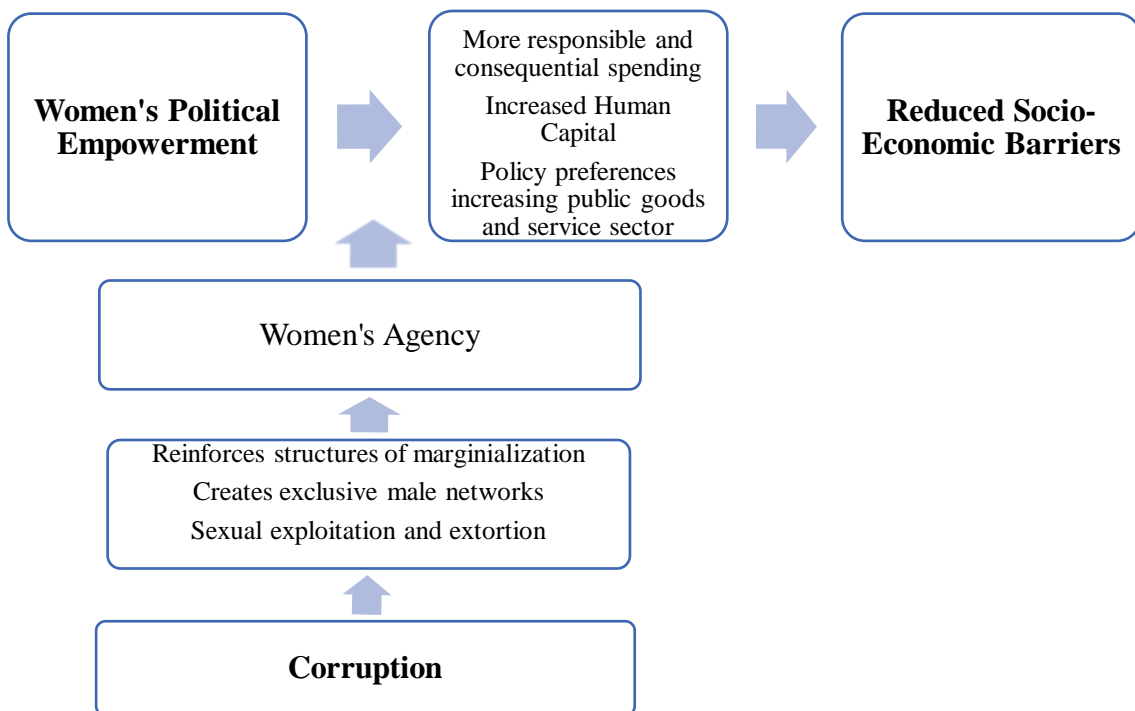 Women's Political
Empowerment
More responsible and
consequential spending
Increased Human
Capital
Policy preferences
increasing public goods
and service sector
Reduced Socio-
Economic Barriers
Women's Agency
Reinforces structures of marginialization
Creates exclusive male networks
Sexual exploitation and extortion
Corruption